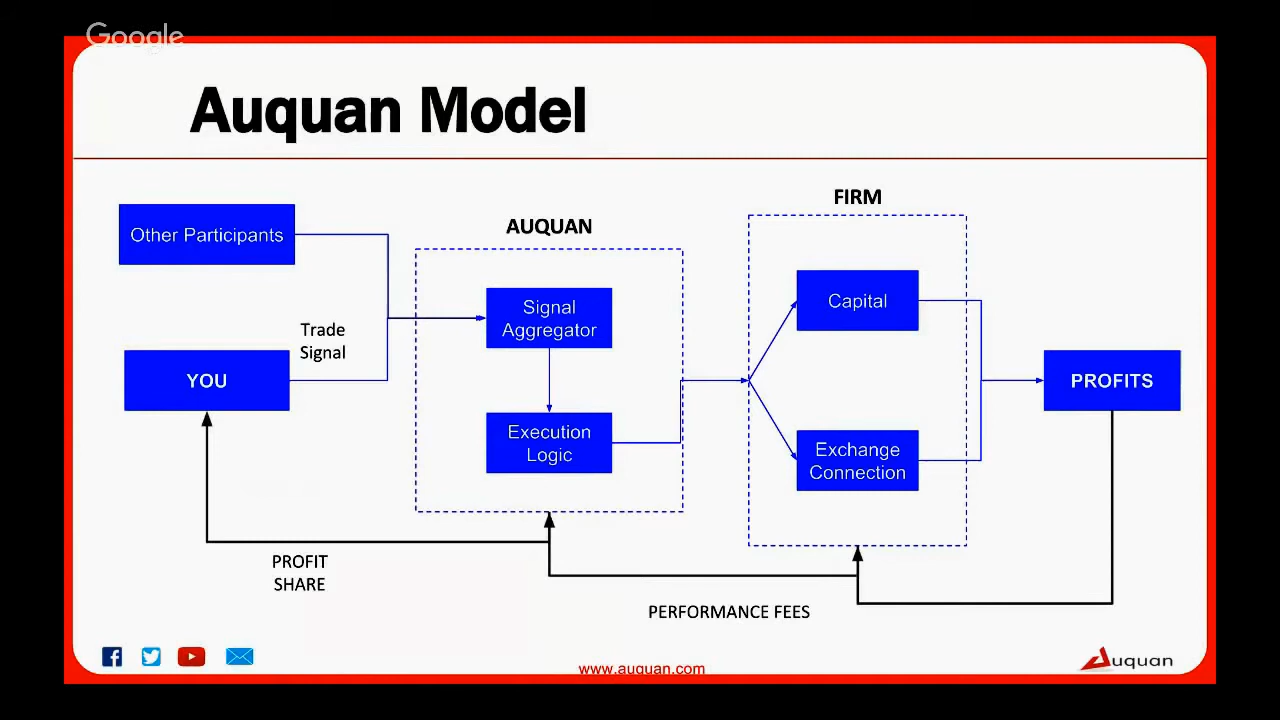 Google
Auquan Model
FIRM
Other Participants
AUQUAN
Signal
Aggregator
Capital
Trade
Signal
YOU
PROFITS
Execution
Logic
Exchange
Connection
PROFIT
SHARE
PERFORMANCE FEES
www.auquan.com
Auquan